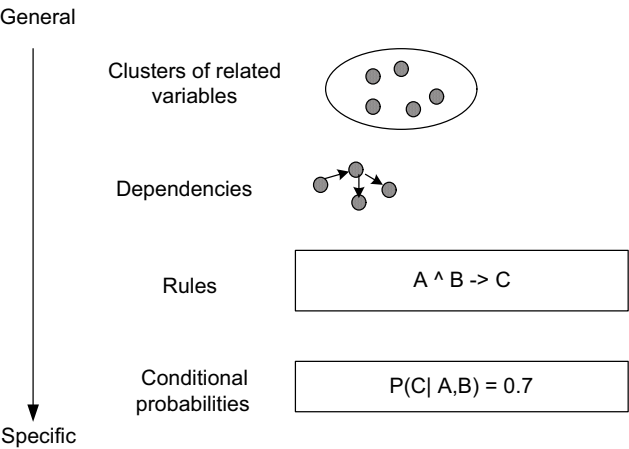 General
Clusters of related
variables
Dependencies
Rules
A ^ B -> C
Conditional
probabilities
P(C| A,B) = 0.7
Specific